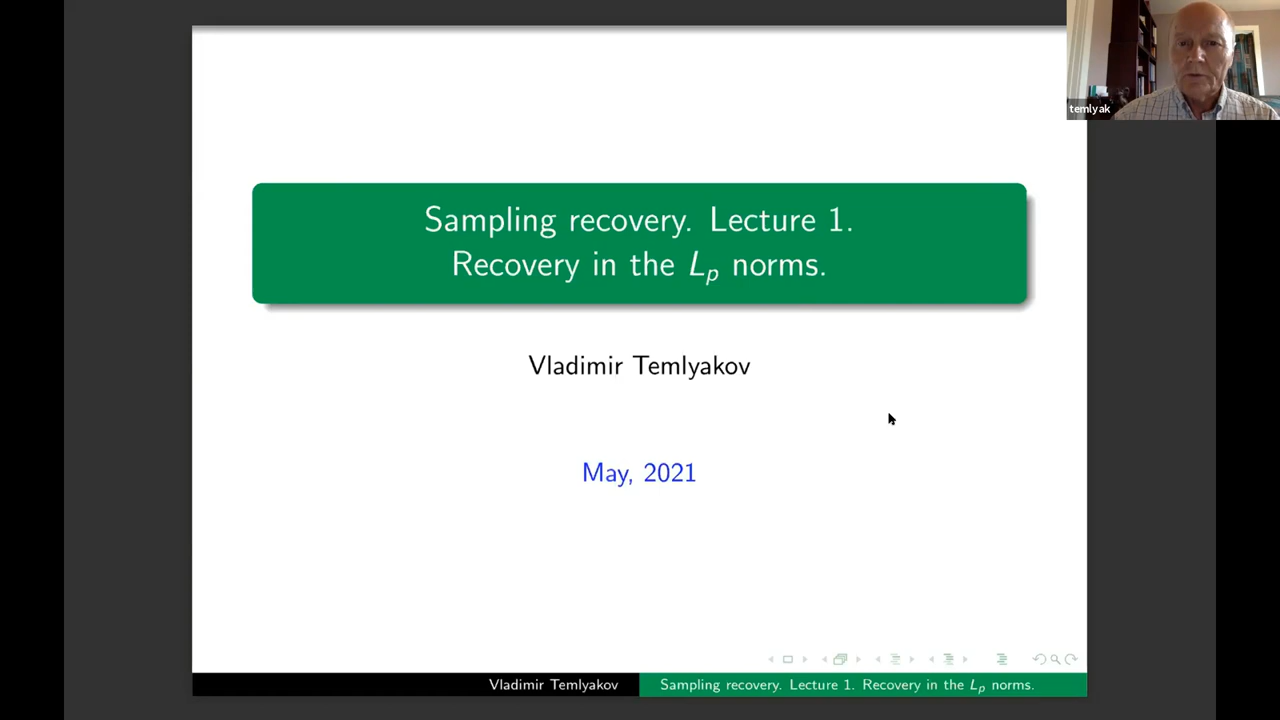 temlyak
Sampling recovery. Lecture 1.
Recovery in the L_p norms.
Vladimir Temlyakov
May, 2021
Vladimir Temlyakov
Sampling recovery. Lecture 1. Recovery in the L_p norms.